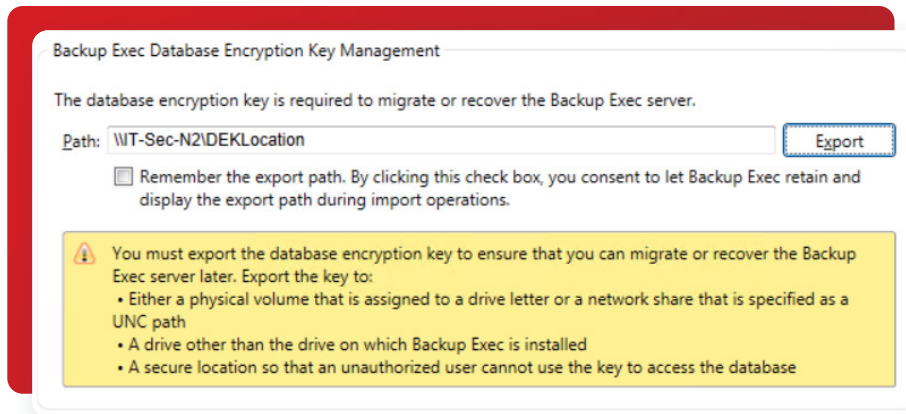 Backup Exec Database Encryption Key Management
The database encryption key is required to migrate or recover the Backup Exec server.
Path: \\IT-Sec-N2\DEKLocation Export
Remember the export path. By clicking this check box, you consent to let Backup Exec retain and
display the export path during import operations.
You must export the database encryption key to ensure that you can migrate or recover the Backup
Exec server later. Export the key to:
• Either a physical volume that is assigned to a drive letter or a network share that is specified as a
UNC path
• A drive other than the drive on which Backup Exec is installed
• A secure location so that an unauthorized user cannot use the key to access the database